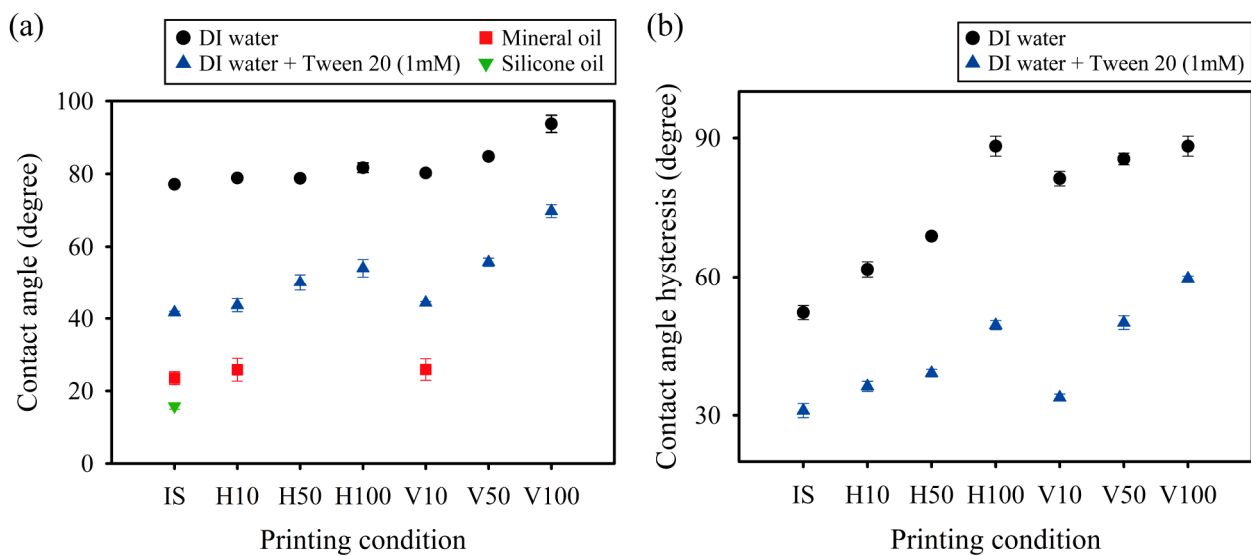 (a)
DI water
Mineral oil
DI water + Tween 20 (1mM)
Silicone oil
Contact angle (degree)
100
80
60
40
20
0
IS H10 H50 H100 V10 V50 V100
Printing condition
(b)
DI water
DI water + Tween 20 (1mM)
Contact angle hysteresis (degree)
90
60
30
IS H10 H50 H100 V10 V50 V100
Printing condition